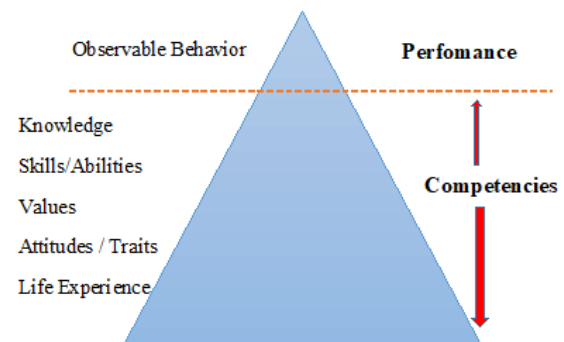 Observable Behavior
Perfomance
Knowledge
Skills/Abilities
Values
Attitudes / Traits
Life Experience
Competencies